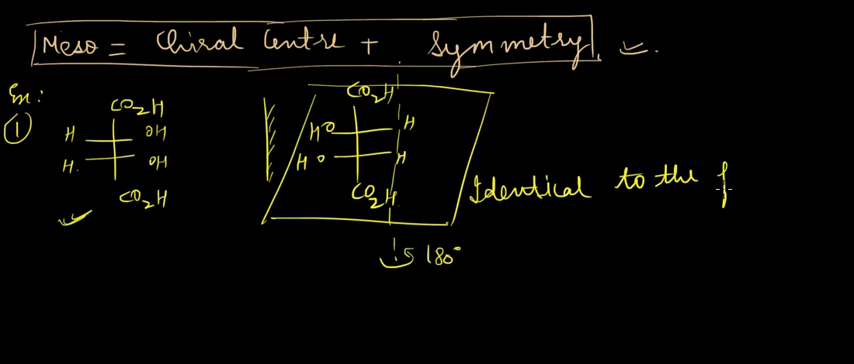 Meso = Chiral Centre + Symmetry.
Ex:
①
CO2H
H OH
H. OH
CO2H
CO2H
HO H
HO H
CO2H
Identical to the f
180°